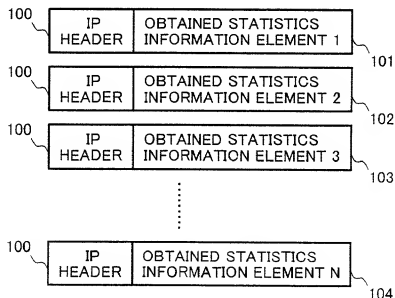 100
IP HEADER
OBTAINED STATISTICS
INFORMATION ELEMENT 1
101
100
IP HEADER
OBTAINED STATISTICS
INFORMATION ELEMENT 2
102
100
IP HEADER
OBTAINED STATISTICS
INFORMATION ELEMENT 3
103
100
IP HEADER
OBTAINED STATISTICS
INFORMATION ELEMENT N
104